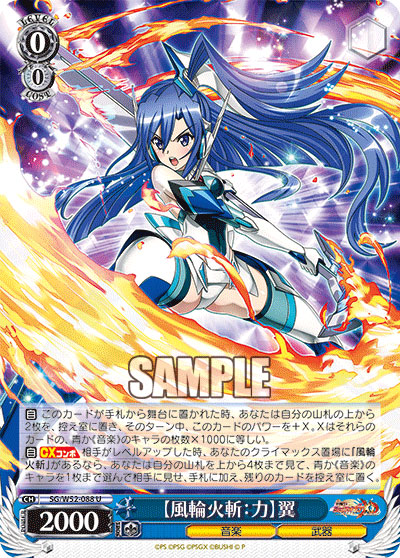 LEVEL
0
0
COST
SAMPLE
自 このカードが手札から舞台に置かれた時、あなたは自分の山札の上から
2枚を、控え室に置き、そのターン中、このカードのパワーを+X。Xはそれら
のカードの、青か《音楽》のキャラの枚数×1000に等しい。
自 CXコンボ 相手がレベルアップした時、あなたのクライマックス置場に「風輪
火斬」があるなら、あなたは自分の山札を上から4枚まで見て、青か《音楽》の
キャラを1枚まで選んで相手に見せ、手札に加え、残りのカードを控え室に置く。
CH SG/W52-088 U
2000
[風輪火斬:力]翼
音楽
武器
©PS ©PSG ©PSGX ©BUSHI © P